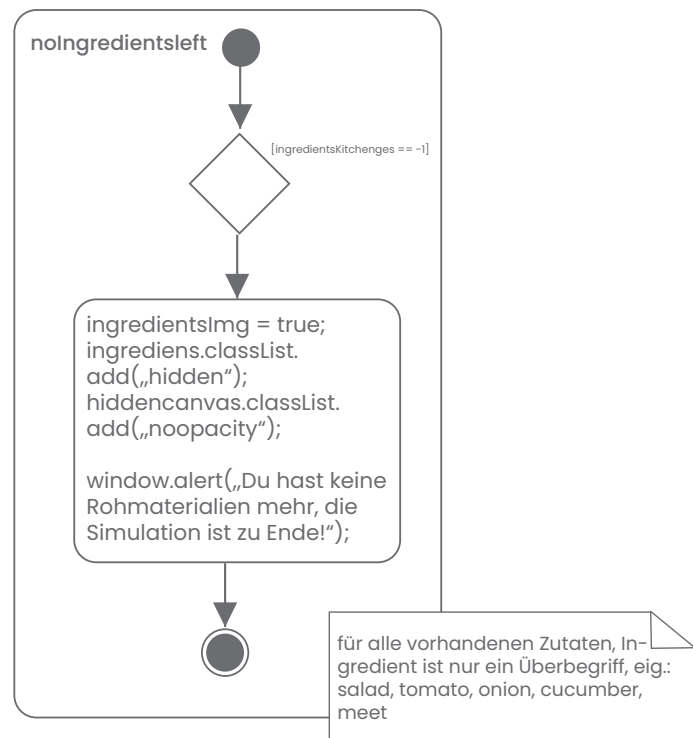 noIngredientsleft
[ingredientsKitchenges == -1]
ingredientsImg = true;
ingrediens.classList.
add(„hidden“);
hiddencanvas.classList.
add(„noopacity“);
window.alert(„Du hast keine
Rohmaterialien mehr, die
Simulation ist zu Ende!“);
für alle vorhandenen Zutaten, In-
gredient ist nur ein Überbegriff, eig.:
salad, tomato, onion, cucumber,
meet